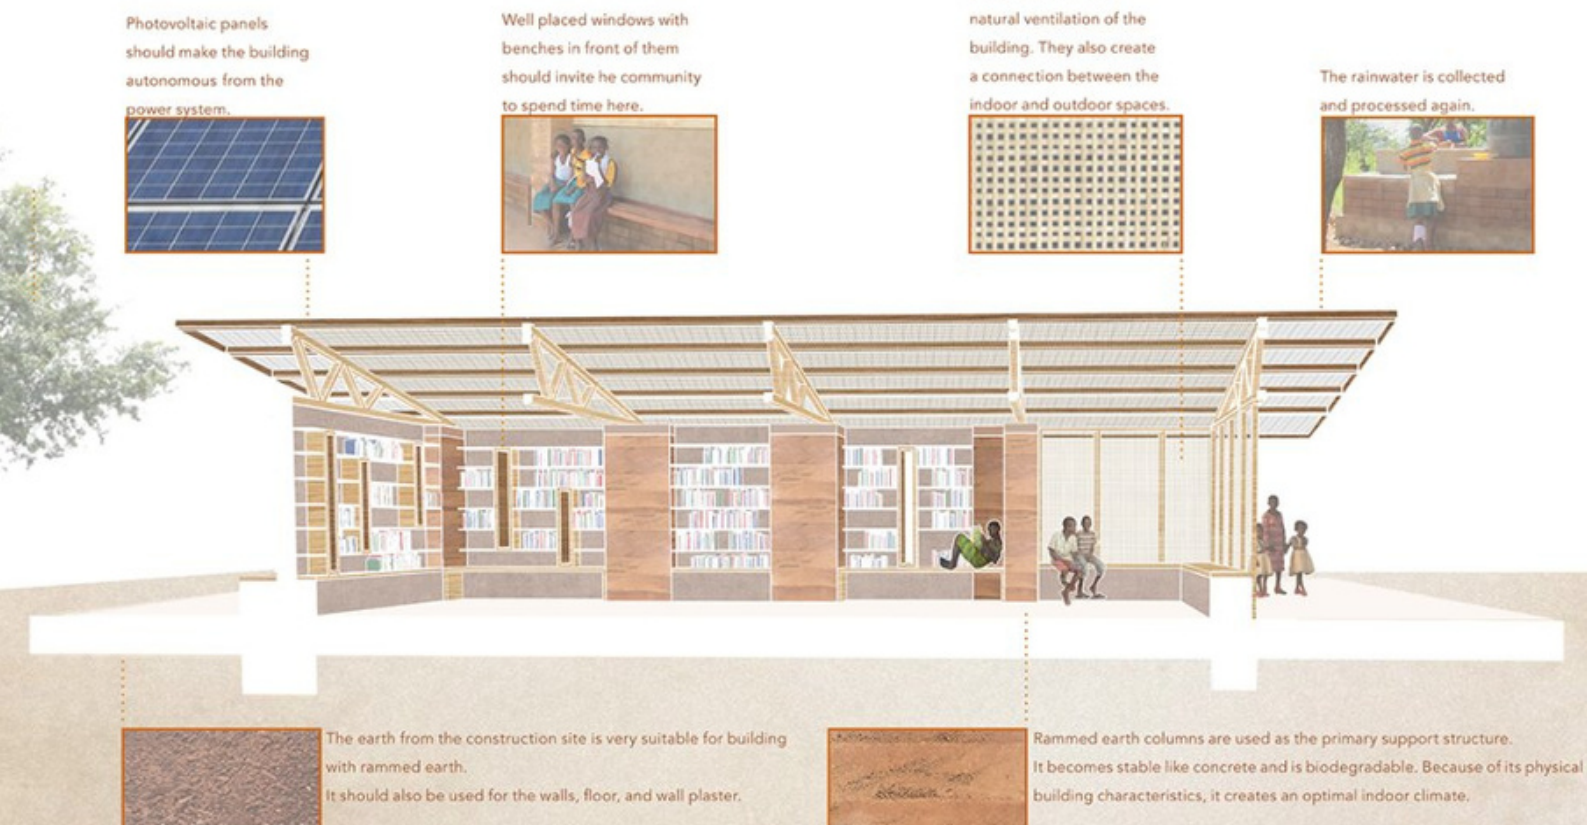 Photovoltaic panels
should make the building
autonomous from the
power system.
Well placed windows with
benches in front of them
should invite he community
to spend time here.
natural ventilation of the
building. They also create
a connection between the
indoor and outdoor spaces.
The rainwater is collected
and processed again.
The earth from the construction site is very suitable for building
with rammed earth.
It should also be used for the walls, floor, and wall plaster.
Rammed earth columns are used as the primary support structure.
It becomes stable like concrete and is biodegradable. Because of its physical
building characteristics, it creates an optimal indoor climate.